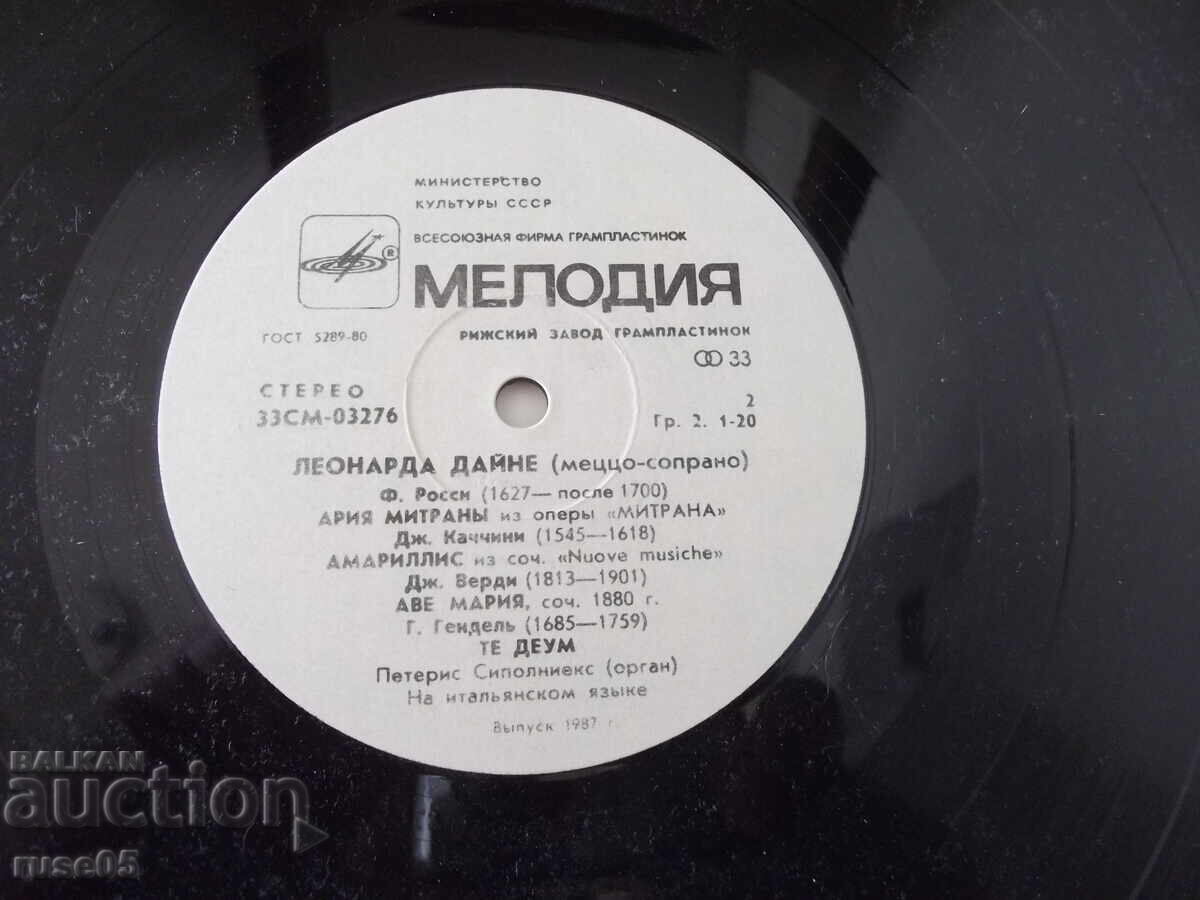 МИНИСТЕРСТВО
КУЛЬТУРЫ СССР
ВСЕСОЮЗНАЯ ФИРМА ГРАМПЛАСТИНОК
®
МЕЛОДИЯ
ГОСТ 5289-80
РИЖСКИЙ ЗАВОД ГРАМПЛАСТИНОК
33
СТЕРЕО
2
33СМ-03276
Гр. 2. 1-20
ЛЕОНАРДА ДАЙНЕ (меццо-сопрано)
Ф. Росси (1627— после 1700)
АРИЯ МИТРАНЫ из оперы «МИТРАНА»
Дж. Каччини (1545—1618)
АМАРИЛЛИС из соч. «Nuove musiche»
Дж. Верди (1813—1901)
АВЕ МАРИЯ, соч. 1880 г.
Г. Гендель (1685—1759)
ТЕ ДЕУМ
Петерис Сиполниекс (орган)
На итальянском языке
Выпуск 1987 г.
BALKAN
auction
ruse05